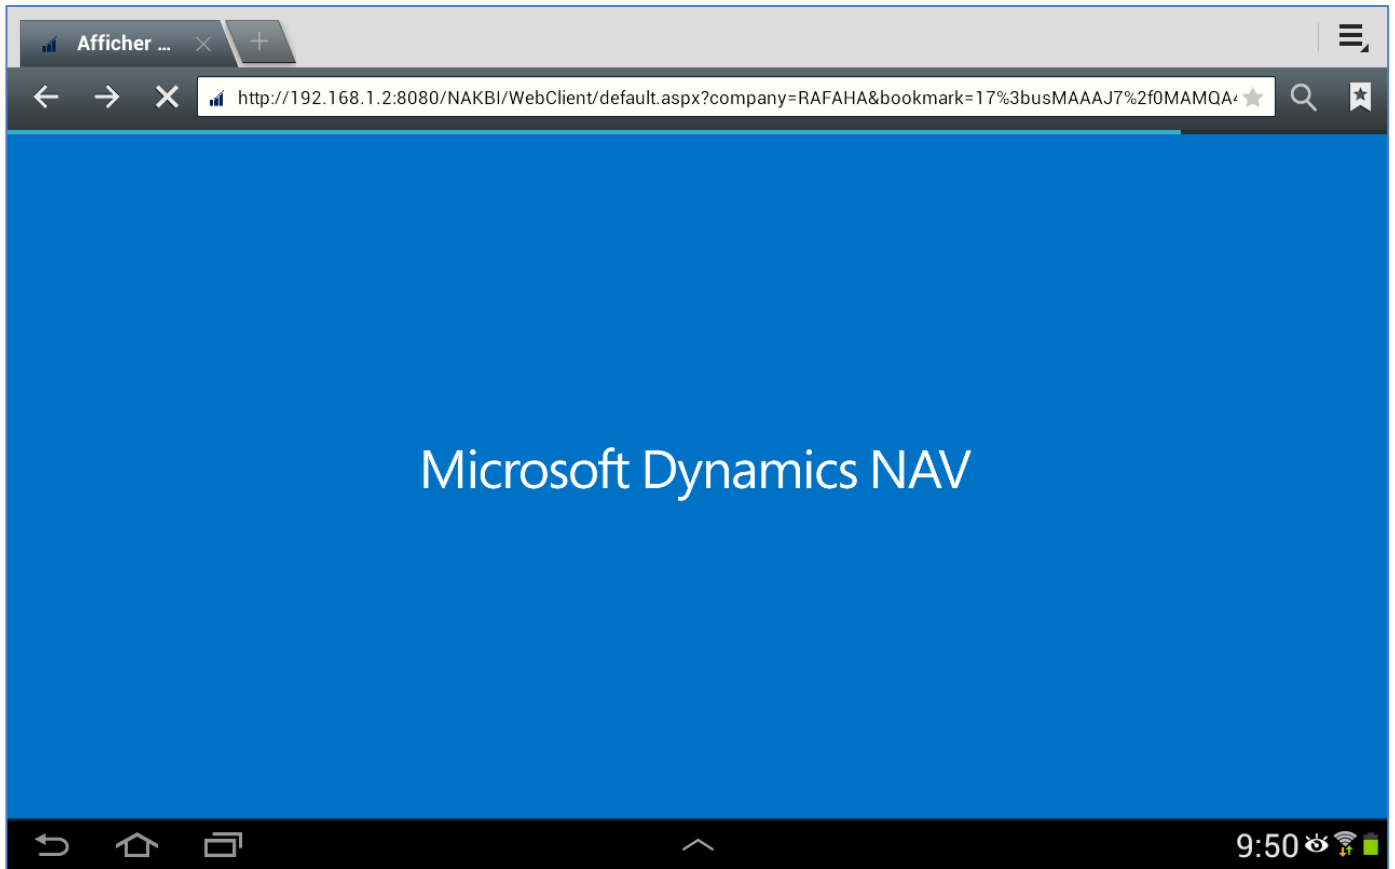 Afficher ...
http://192.168.1.2:8080/NAKBI/WebClient/default.aspx?company=RAFAHA&bookmark=17%3busMAAAJ7%2f0MAMQA4
Microsoft Dynamics NAV
9:50